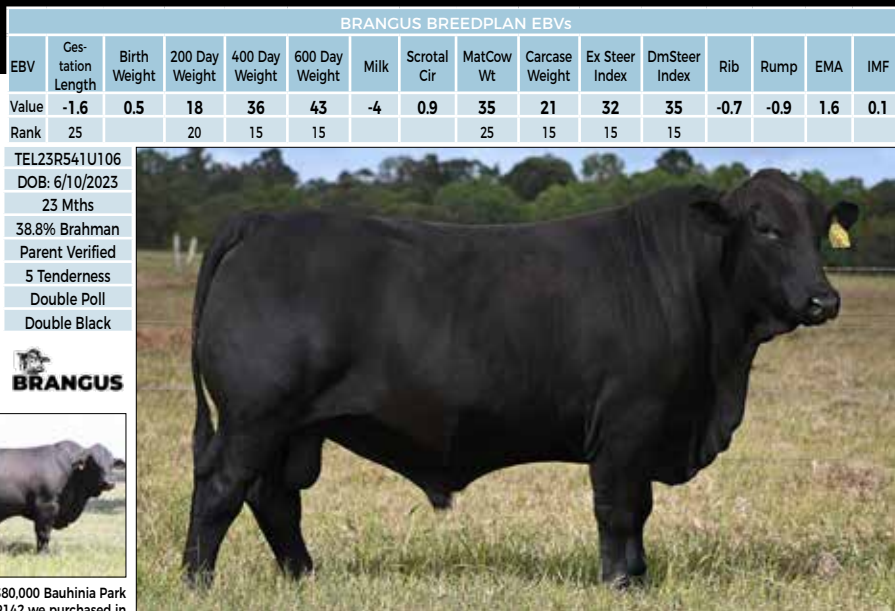 BRANGUS BREEDPLAN EBVs
EBV Ges-tation Length Birth Weight 200 Day Weight 400 Day Weight 600 Day Weight Milk Scrotal Cir MatCow Wt Carcase Weight Ex Steer Index DmSteer Index Rib Rump EMA IMF
Value -1.6 0.5 18 36 43 -4 0.9 35 21 32 35 -0.7 -0.9 1.6 0.1
Rank 25 20 15 15 25 15 15 15
TEL23R541U106
DOB: 6/10/2023
23 Mths
38.8% Brahman
Parent Verified
5 Tenderness
Double Poll
Double Black
BRANGUS
80,000 Bauhinia Park
we purchased in